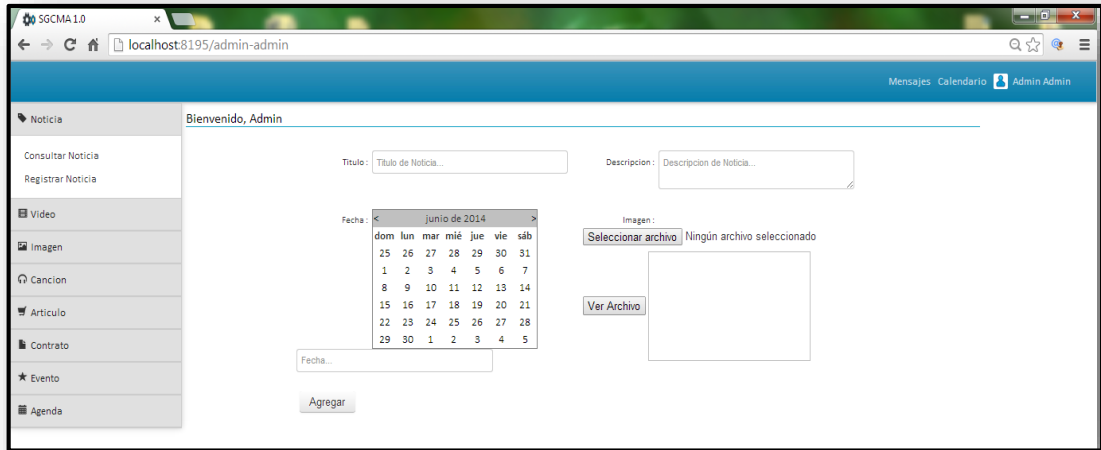 SGCMA 1.0
localhost:8195/admin-admin
Mensajes Calendario Admin Admin
Noticia
Consultar Noticia
Registrar Noticia
Video
Imagen
Cancion
Articulo
Contrato
Evento
Agenda
Bienvenido, Admin
Titulo : Titulo de Noticia...
Descripcion : Descripcion de Noticia...
Fecha :
< junio de 2014 >
dom lun mar mié jue vie sáb
25 26 27 28 29 30 31
1 2 3 4 5 6 7
8 9 10 11 12 13 14
15 16 17 18 19 20 21
22 23 24 25 26 27 28
29 30 1 2 3 4 5
Fecha...
Imagen :
Seleccionar archivo Ningún archivo seleccionado
Ver Archivo
Agregar